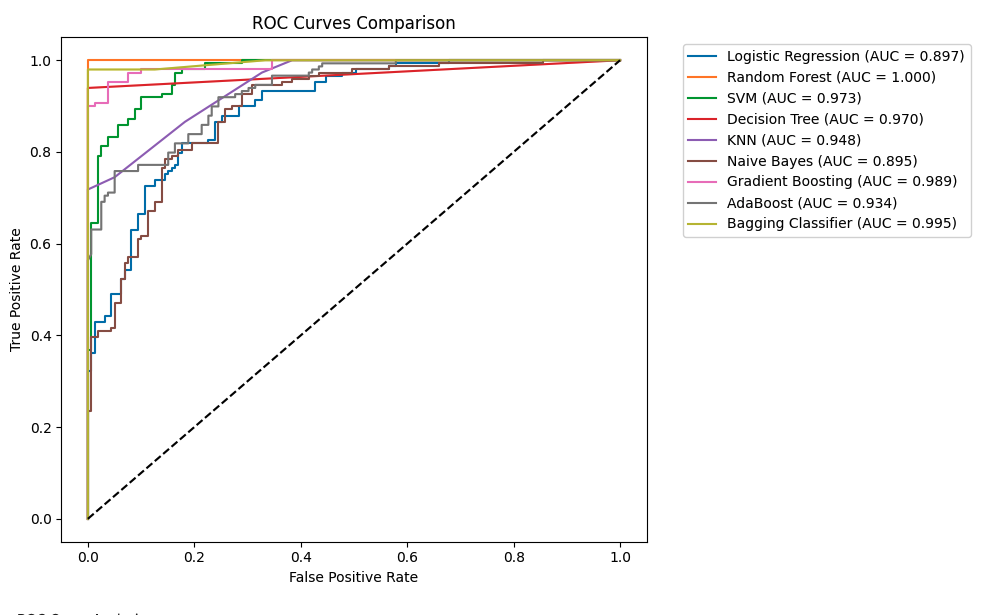 ROC Curves Comparison
Logistic Regression (AUC = 0.897)
Random Forest (AUC = 1.000)
SVM (AUC = 0.973)
Decision Tree (AUC = 0.970)
KNN (AUC = 0.948)
Naive Bayes (AUC = 0.895)
Gradient Boosting (AUC = 0.989)
AdaBoost (AUC = 0.934)
Bagging Classifier (AUC = 0.995)
True Positive Rate
1.0
0.8
0.6
0.4
0.2
0.0
0.0 0.2 0.4 0.6 0.8 1.0
False Positive Rate